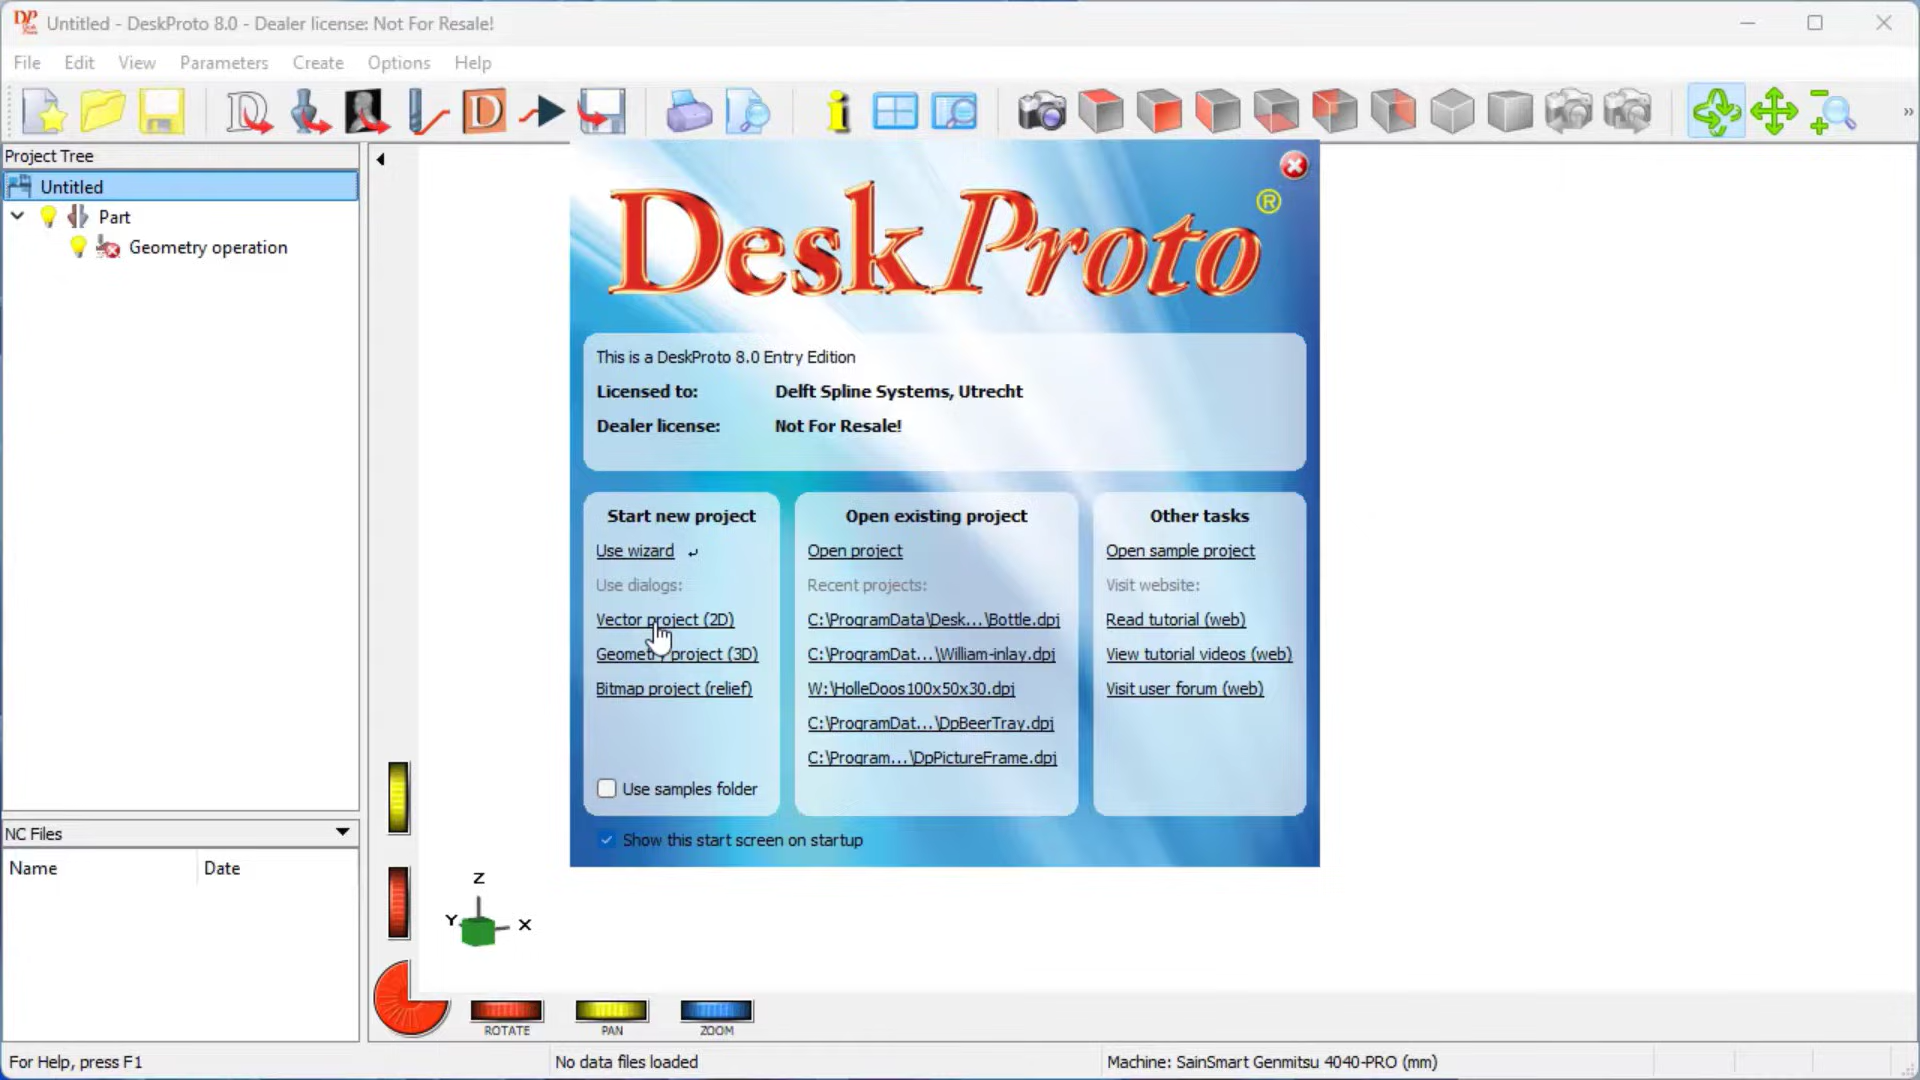 Untitled - DeskProto 8.0 - Dealer license: Not For Resale!
File Edit View Parameters Create Options Help
Project Tree
Untitled
Part
Geometry operation
DeskProto ®
This is a DeskProto 8.0 Entry Edition
Licensed to: Delft Spline Systems, Utrecht
Dealer license: Not For Resale!
Start new project
Use wizard
Use dialogs:
Vector project (2D)
Geometry project (3D)
Bitmap project (relief)
Use samples folder
Open existing project
Open project
Recent projects:
C:\ProgramData\Desk...\Bottle.dpj
C:\ProgramDat...\William-inlay.dpj
W:\HolleDoos100x50x30.dpj
C:\ProgramDat...\DpBeerTray.dpj
C:\Program...\DpPictureFrame.dpj
Other tasks
Open sample project
Visit website:
Read tutorial (web)
View tutorial videos (web)
Visit user forum (web)
Show this start screen on startup
NC Files
Name Date
Z
Y X
ROTATE PAN ZOOM
For Help, press F1 No data files loaded Machine: SainSmart Genmitsu 4040-PRO (mm)